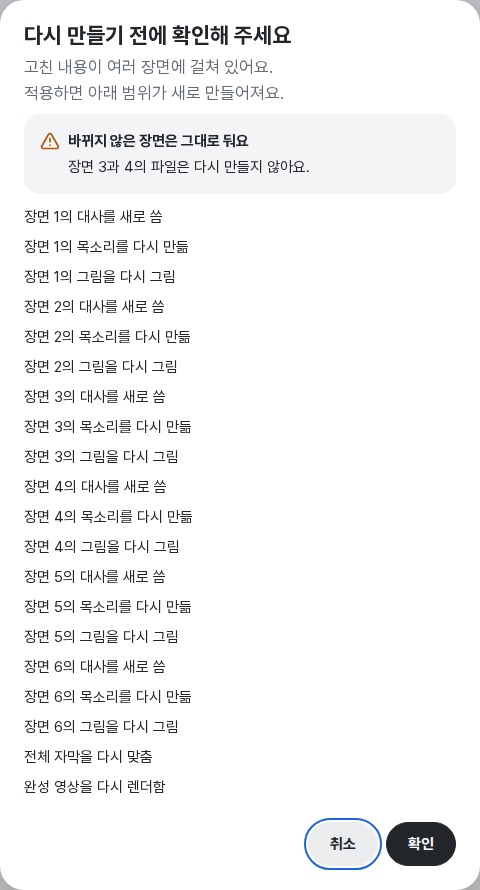 다시 만들기 전에 확인해 주세요
고친 내용이 여러 장면에 걸쳐 있어요.
적용하면 아래 범위가 새로 만들어져요.
바뀌지 않은 장면은 그대로 둬요
장면 3과 4의 파일은 다시 만들지 않아요.
장면 1의 대사를 새로 씀
장면 1의 목소리를 다시 만듦
장면 1의 그림을 다시 그림
장면 2의 대사를 새로 씀
장면 2의 목소리를 다시 만듦
장면 2의 그림을 다시 그림
장면 3의 대사를 새로 씀
장면 3의 목소리를 다시 만듦
장면 3의 그림을 다시 그림
장면 4의 대사를 새로 씀
장면 4의 목소리를 다시 만듦
장면 4의 그림을 다시 그림
장면 5의 대사를 새로 씀
장면 5의 목소리를 다시 만듦
장면 5의 그림을 다시 그림
장면 6의 대사를 새로 씀
장면 6의 목소리를 다시 만듦
장면 6의 그림을 다시 그림
전체 자막을 다시 맞춤
완성 영상을 다시 렌더함
취소
확인